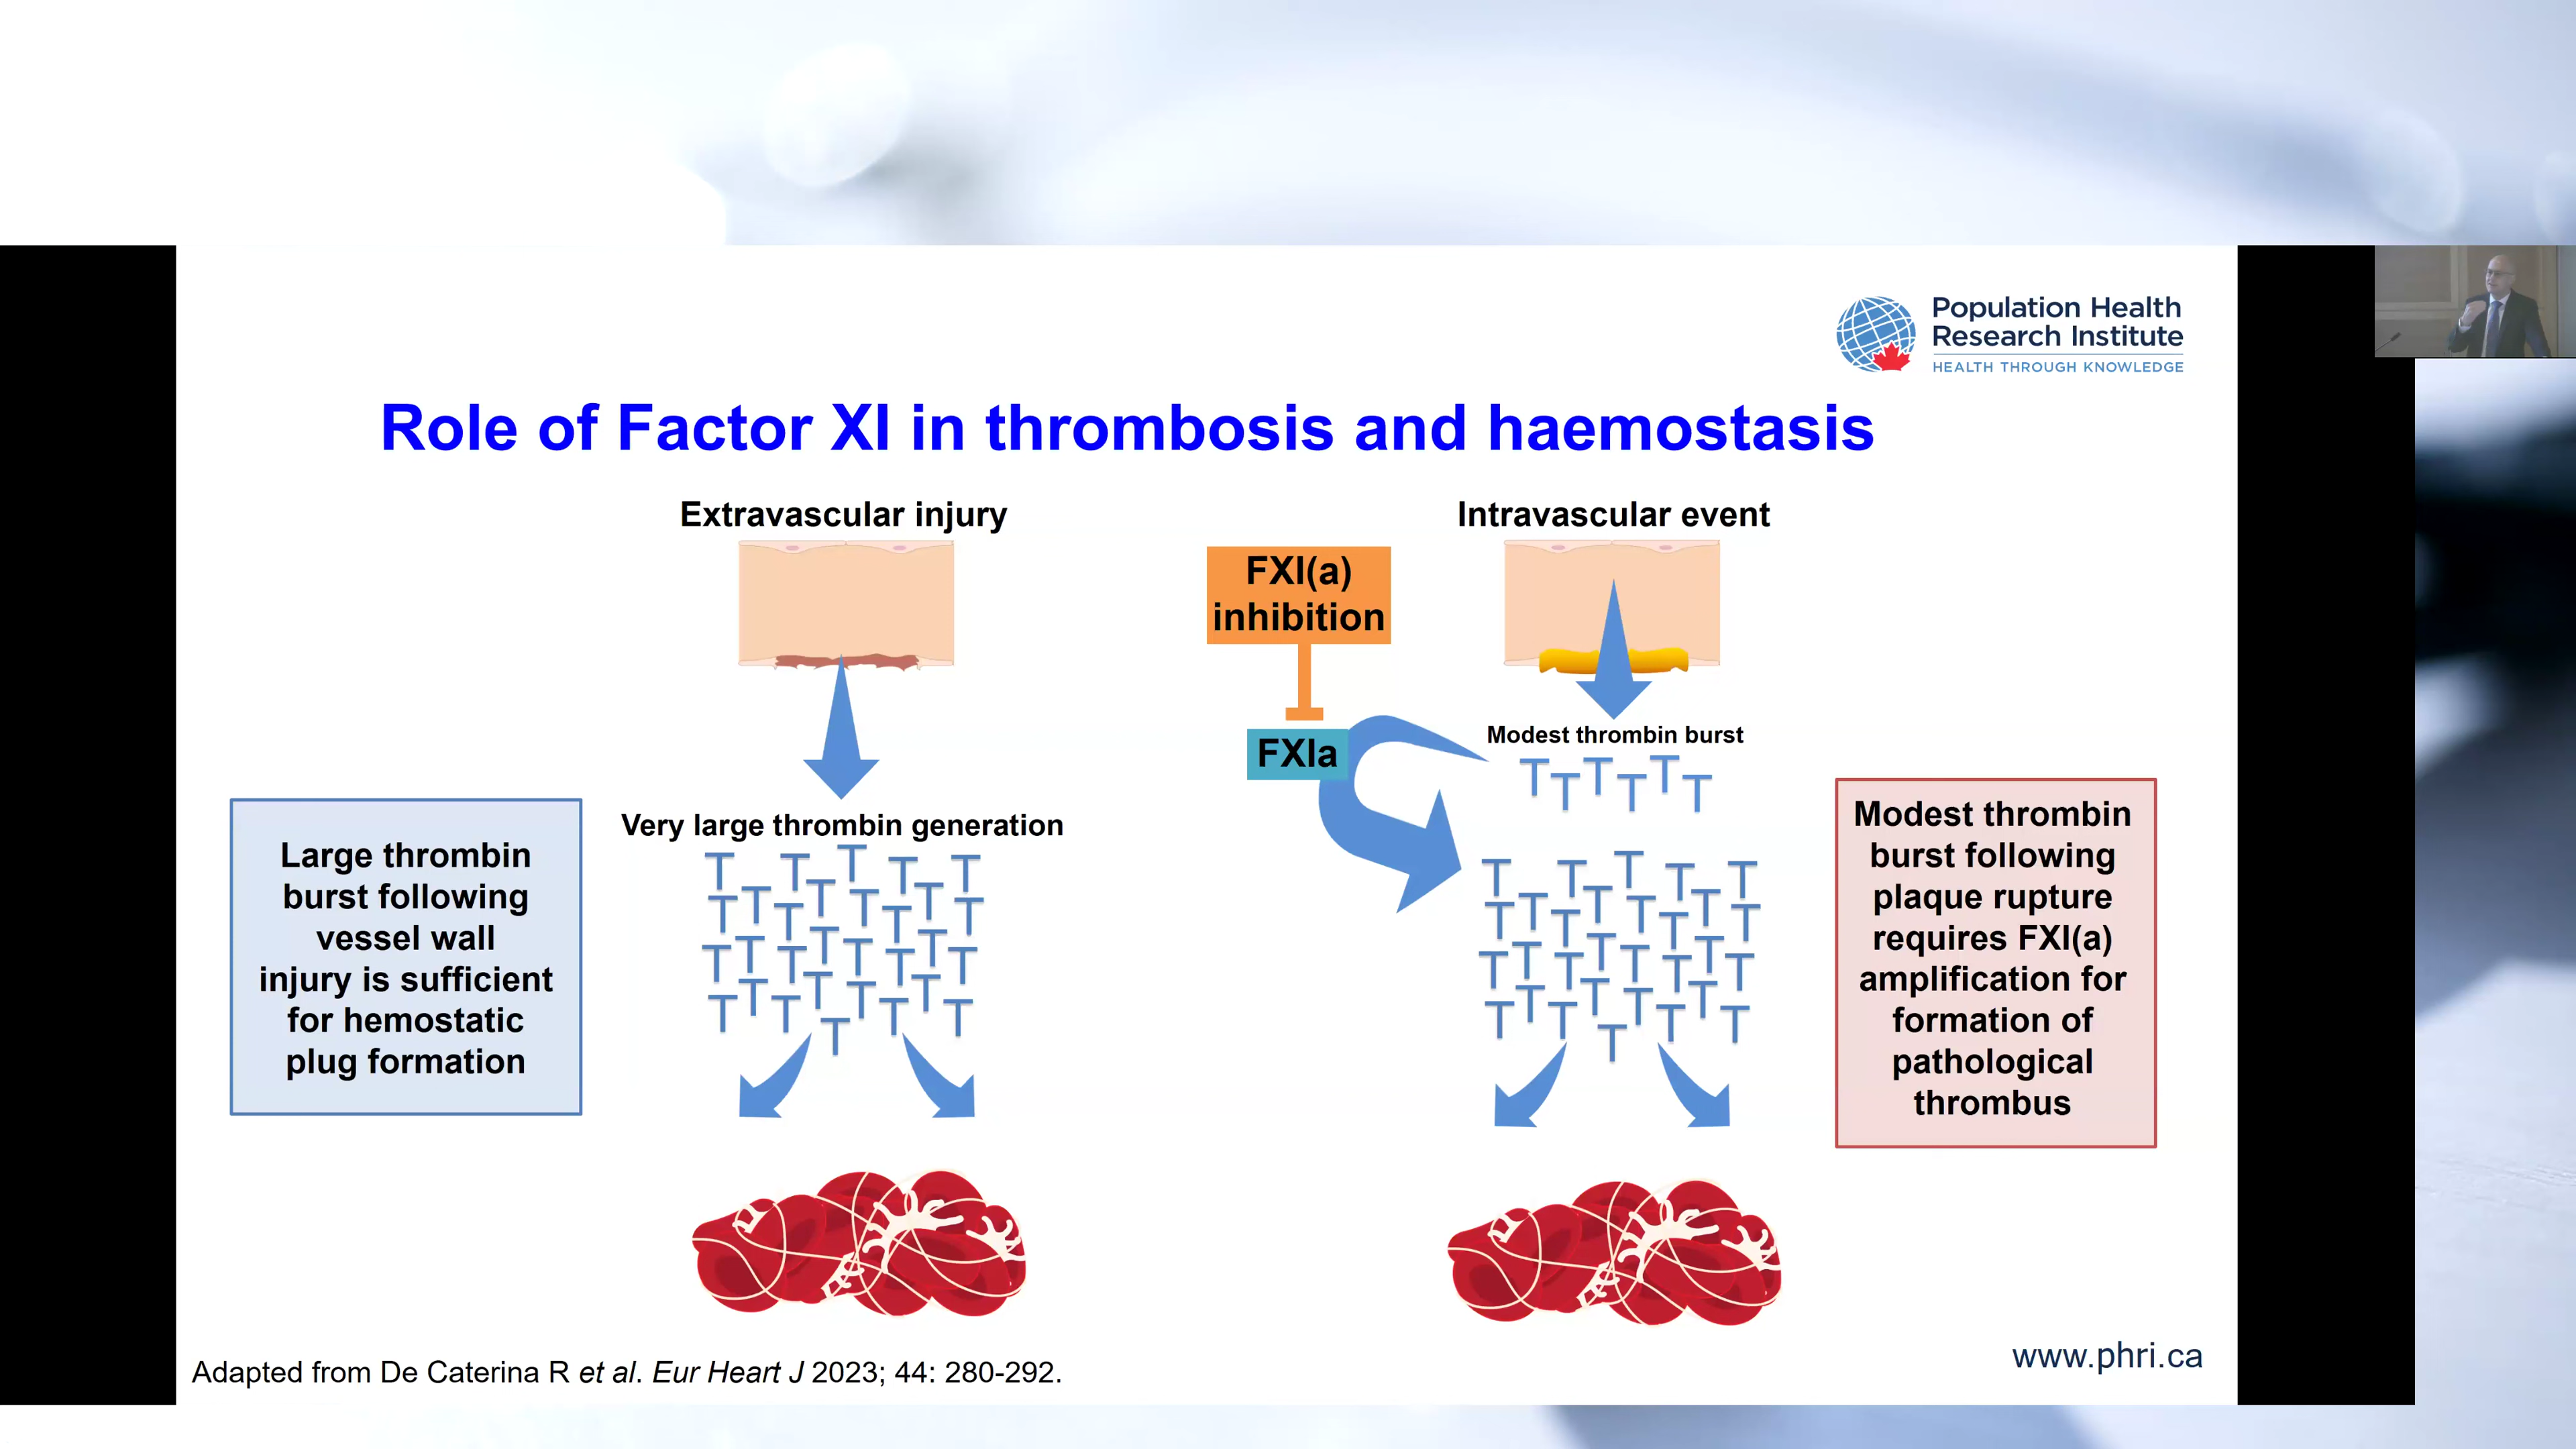 Population Health
Research Institute
HEALTH THROUGH KNOWLEDGE
Role of Factor XI in thrombosis and haemostasis
Extravascular injury
Intravascular event
FXI(a)
inhibition
FXIa
Modest thrombin burst
T T T T T T
Very large thrombin generation
Large thrombin
burst following
vessel wall
injury is sufficient
for hemostatic
plug formation
Modest thrombin
burst following
plaque rupture
requires FXI(a)
amplification for
formation of
pathological
thrombus
Adapted from De Caterina R et al. Eur Heart J 2023; 44: 280-292.
www.phri.ca